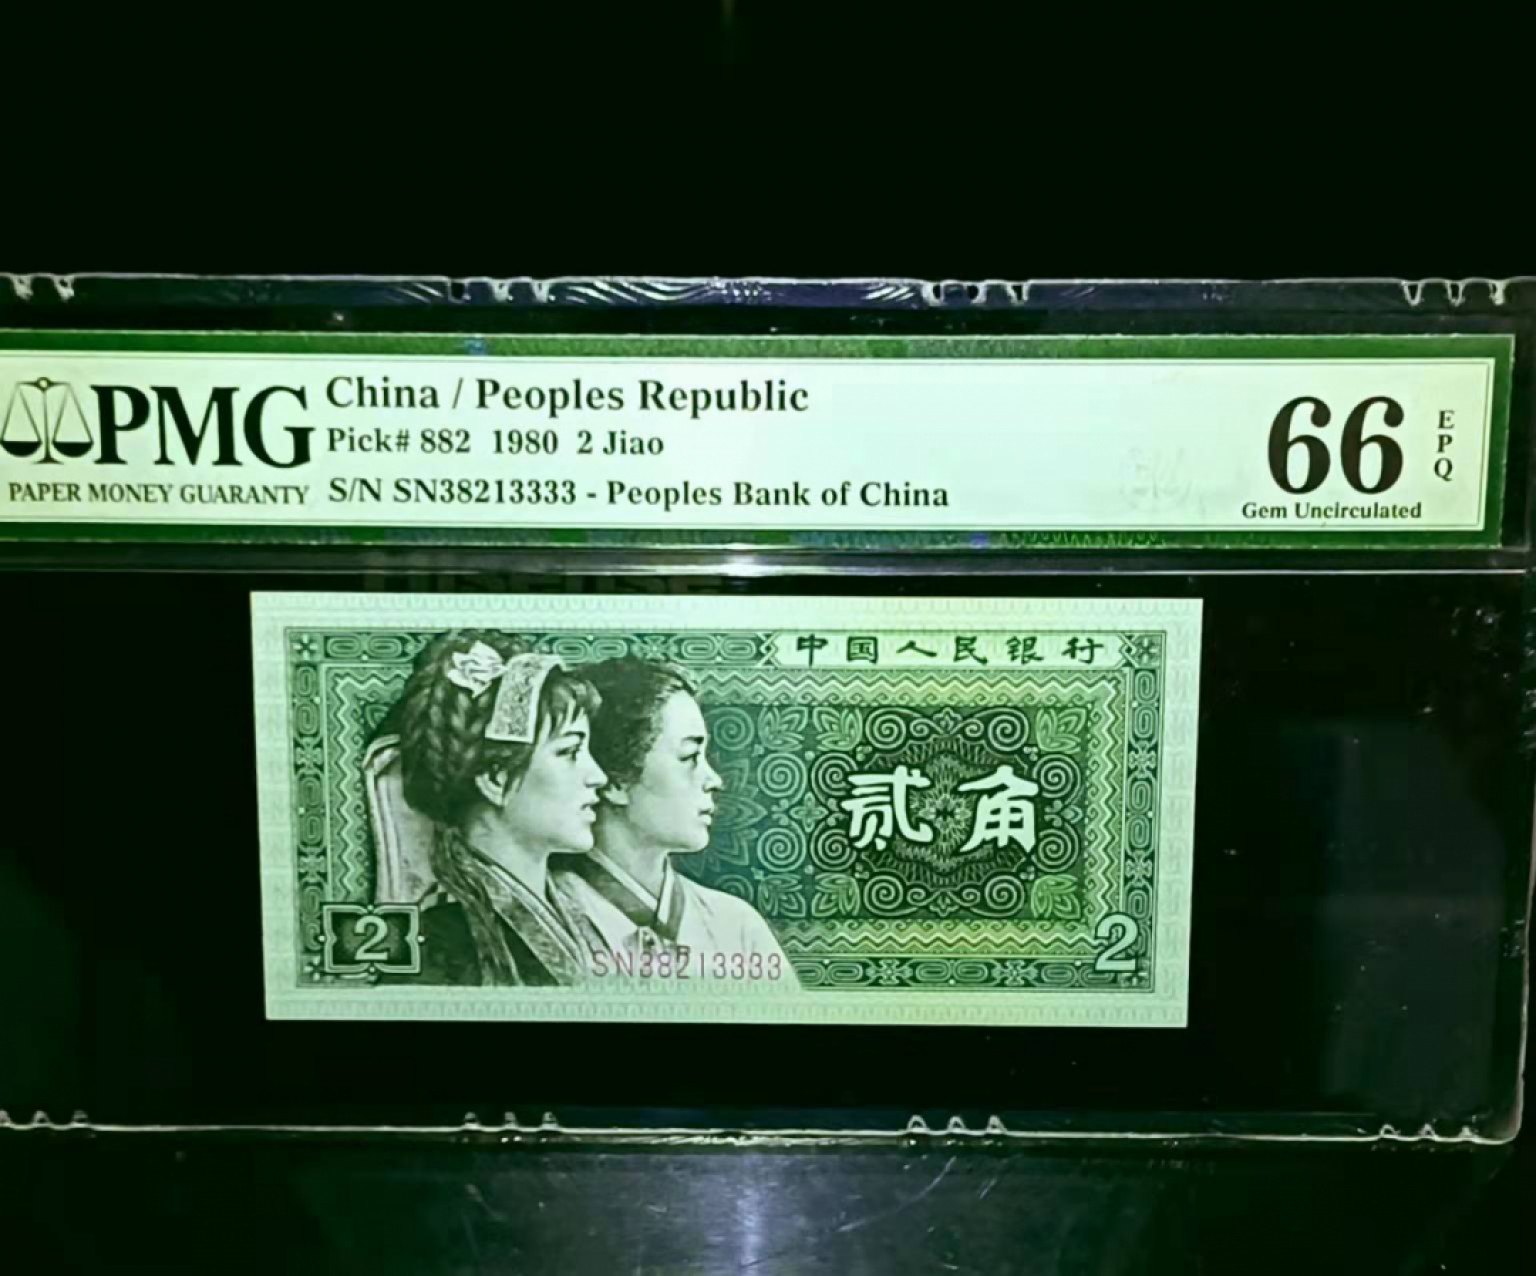 PMG
PAPER MONEY GUARANTY
China / Peoples Republic
Pick# 882 1980 2 Jiao
S/N SN38213333 - Peoples Bank of China
66
EPQ
Gem Uncirculated
中国人民银行
贰角
2
2
SN38213333